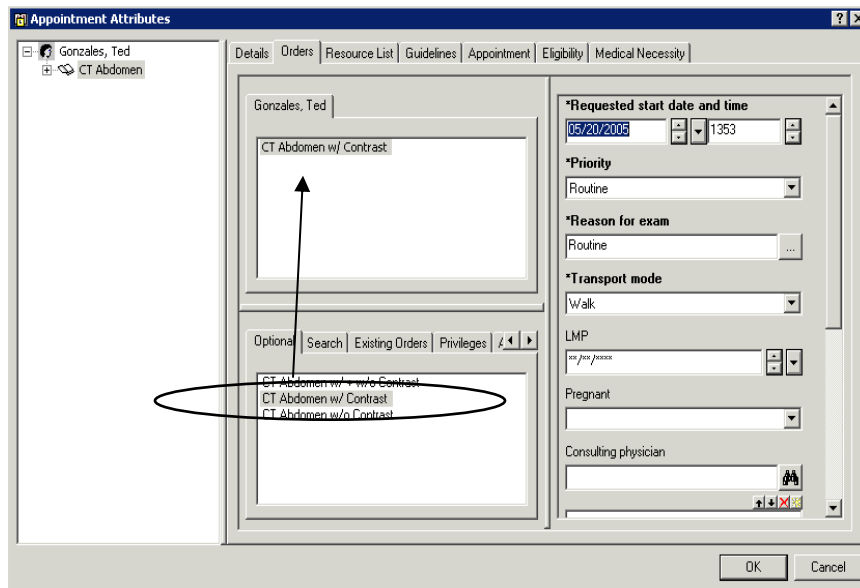 Appointment Attributes
Gonzales, Ted
CT Abdomen
Details Orders Resource List Guidelines Appointment Eligibility Medical Necessity
Gonzales, Ted
CT Abdomen w/ Contrast
Optional Search Existing Orders Privileges
CT Abdomen w/ + w/o Contrast
CT Abdomen w/ Contrast
CT Abdomen w/o Contrast
*Requested start date and time
05/20/2005 1353
*Priority
Routine
*Reason for exam
Routine
...
*Transport mode
Walk
LMP
**/**/****
Pregnant
Consulting physician
OK Cancel